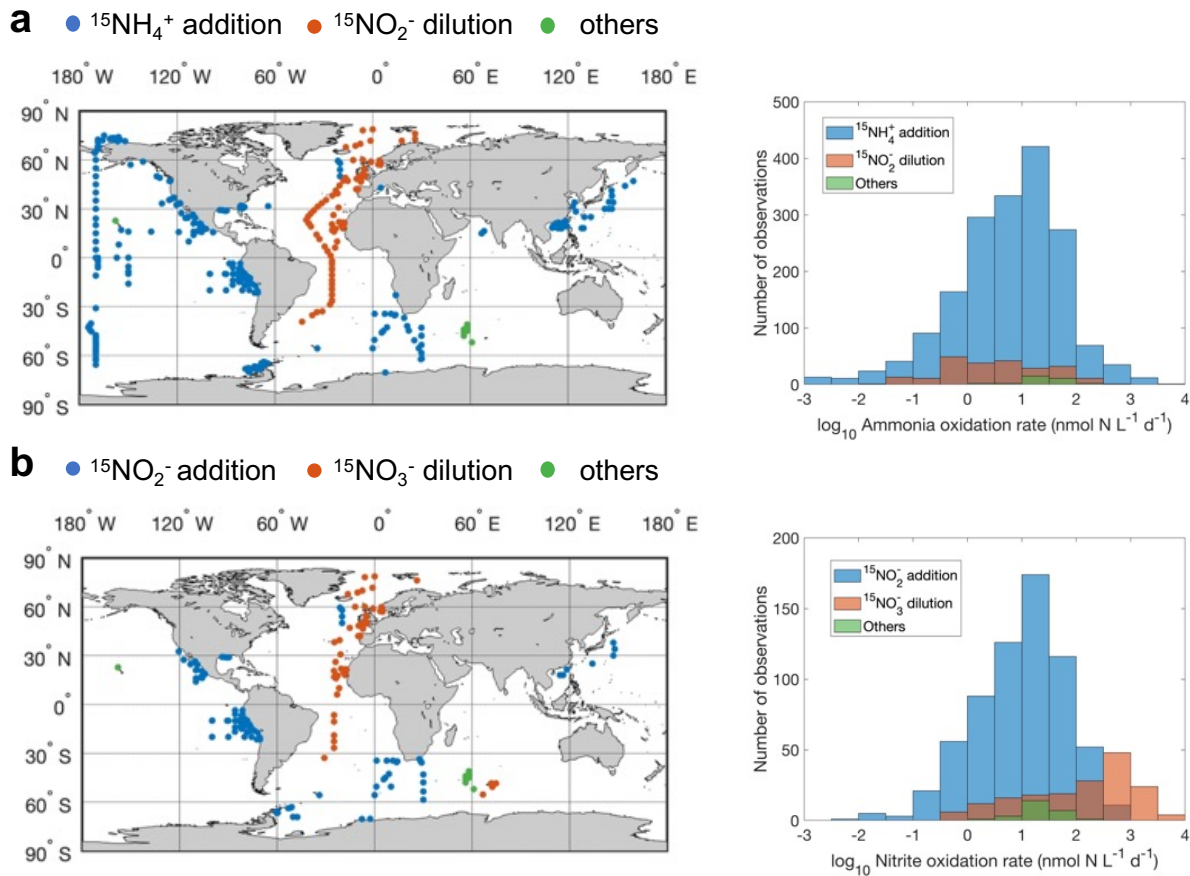 a ● ¹⁵NH₄⁺ addition ● ¹⁵NO₂⁻ dilution ● others
180° W 120° W 60° W 0° E 60° E 120° E 180° E
90° N
60° N
30° N
0°
30° S
60° S
90° S
500
400
300
200
100
0
Number of observations
¹⁵NH₄⁺ addition
¹⁵NO₂⁻ dilution
Others
-3 -2 -1 0 1 2 3 4
log₁₀ Ammonia oxidation rate (nmol N L⁻¹ d⁻¹)
b ● ¹⁵NO₂⁻ addition ● ¹⁵NO₃⁻ dilution ● others
180° W 120° W 60° W 0° E 60° E 120° E 180° E
90° N
60° N
30° N
0°
30° S
60° S
90° S
200
150
100
50
0
Number of observations
¹⁵NO₂⁻ addition
¹⁵NO₃⁻ dilution
Others
-3 -2 -1 0 1 2 3 4
log₁₀ Nitrite oxidation rate (nmol N L⁻¹ d⁻¹)